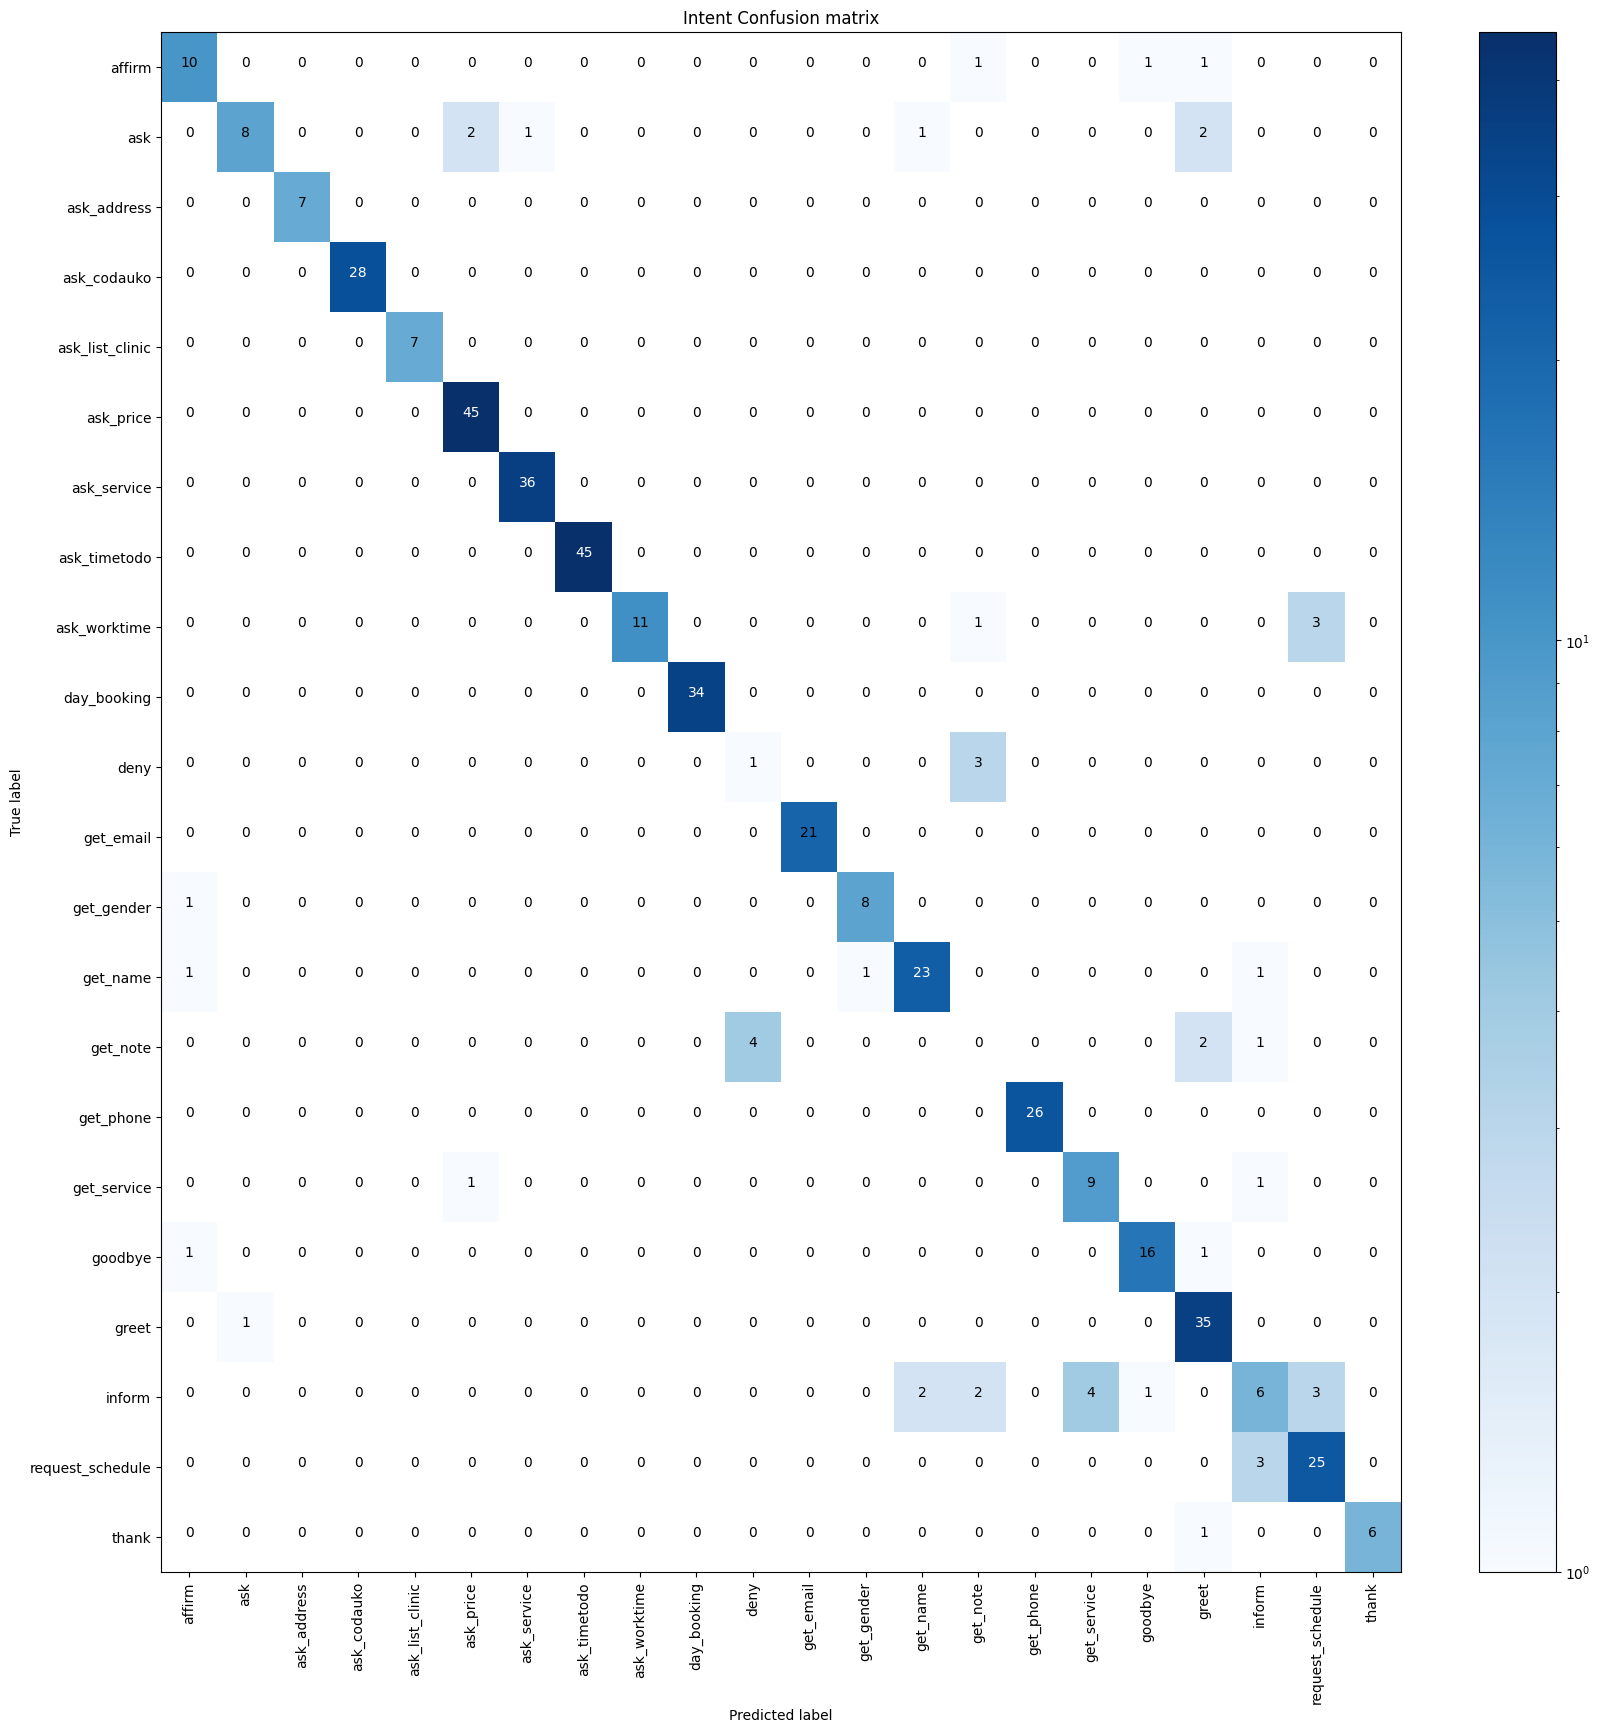 Intent Confusion matrix
affirm 10 0 0 0 0 0 0 0 0 0 0 0 0 0 1 0 0 1 1 0 0 0
ask 0 8 0 0 0 2 1 0 0 0 0 0 0 1 0 0 0 0 2 0 0 0
ask_address 0 0 7 0 0 0 0 0 0 0 0 0 0 0 0 0 0 0 0 0 0 0
ask_codauko 0 0 0 28 0 0 0 0 0 0 0 0 0 0 0 0 0 0 0 0 0 0
ask_list_clinic 0 0 0 0 7 0 0 0 0 0 0 0 0 0 0 0 0 0 0 0 0 0
ask_price 0 0 0 0 0 45 0 0 0 0 0 0 0 0 0 0 0 0 0 0 0 0
ask_service 0 0 0 0 0 0 36 0 0 0 0 0 0 0 0 0 0 0 0 0 0 0
ask_timetodo 0 0 0 0 0 0 0 45 0 0 0 0 0 0 0 0 0 0 0 0 0 0
ask_worktime 0 0 0 0 0 0 0 0 11 0 0 0 0 0 1 0 0 0 0 0 3 0
day_booking 0 0 0 0 0 0 0 0 0 34 0 0 0 0 0 0 0 0 0 0 0 0
deny 0 0 0 0 0 0 0 0 0 0 1 0 0 0 3 0 0 0 0 0 0 0
get_email 0 0 0 0 0 0 0 0 0 0 0 21 0 0 0 0 0 0 0 0 0 0
get_gender 1 0 0 0 0 0 0 0 0 0 0 0 8 0 0 0 0 0 0 0 0 0
get_name 1 0 0 0 0 0 0 0 0 0 0 0 1 23 0 0 0 0 0 1 0 0
get_note 0 0 0 0 0 0 0 0 0 0 4 0 0 0 0 0 0 0 2 1 0 0
get_phone 0 0 0 0 0 0 0 0 0 0 0 0 0 0 0 26 0 0 0 0 0 0
get_service 0 0 0 0 0 1 0 0 0 0 0 0 0 0 0 0 9 0 0 1 0 0
goodbye 1 0 0 0 0 0 0 0 0 0 0 0 0 0 0 0 0 16 1 0 0 0
greet 0 1 0 0 0 0 0 0 0 0 0 0 0 0 0 0 0 0 35 0 0 0
inform 0 0 0 0 0 0 0 0 0 0 0 0 0 2 2 0 4 1 0 6 3 0
request_schedule 0 0 0 0 0 0 0 0 0 0 0 0 0 0 0 0 0 0 0 3 25 0
thank 0 0 0 0 0 0 0 0 0 0 0 0 0 0 0 0 0 0 1 0 0 6
True label
affirm
ask
ask_address
ask_codauko
ask_list_clinic
ask_price
ask_service
ask_timetodo
ask_worktime
day_booking
deny
get_email
get_gender
get_name
get_note
get_phone
get_service
goodbye
greet
inform
request_schedule
thank
Predicted label
10¹
10⁰